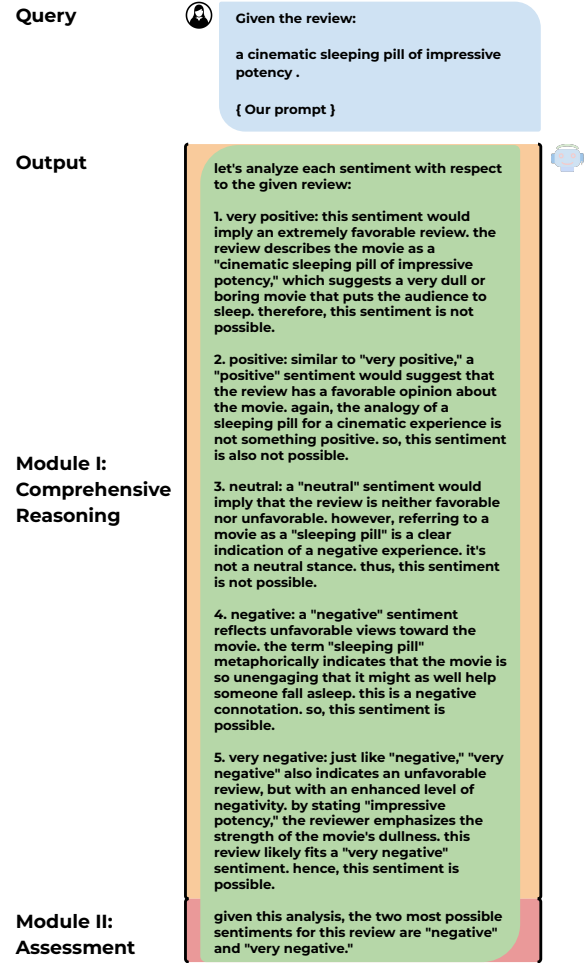 Query
Given the review:
a cinematic sleeping pill of impressive
potency .
{ Our prompt }
Output
let's analyze each sentiment with respect
to the given review:
1. very positive: this sentiment would
imply an extremely favorable review. the
review describes the movie as a
"cinematic sleeping pill of impressive
potency," which suggests a very dull or
boring movie that puts the audience to
sleep. therefore, this sentiment is not
possible.
2. positive: similar to "very positive," a
"positive" sentiment would suggest that
the review has a favorable opinion about
the movie. again, the analogy of a
sleeping pill for a cinematic experience is
not something positive. so, this sentiment
is also not possible.
Module I:
Comprehensive
Reasoning
3. neutral: a "neutral" sentiment would
imply that the review is neither favorable
nor unfavorable. however, referring to a
movie as a "sleeping pill" is a clear
indication of a negative experience. it's
not a neutral stance. thus, this sentiment
is not possible.
4. negative: a "negative" sentiment
reflects unfavorable views toward the
movie. the term "sleeping pill"
metaphorically indicates that the movie is
so unengaging that it might as well help
someone fall asleep. this is a negative
connotation. so, this sentiment is
possible.
5. very negative: just like "negative," "very
negative" also indicates an unfavorable
review, but with an enhanced level of
negativity. by stating "impressive
potency," the reviewer emphasizes the
strength of the movie's dullness. this
review likely fits a "very negative"
sentiment. hence, this sentiment is
possible.
Module II:
Assessment
given this analysis, the two most possible
sentiments for this review are "negative"
and "very negative."